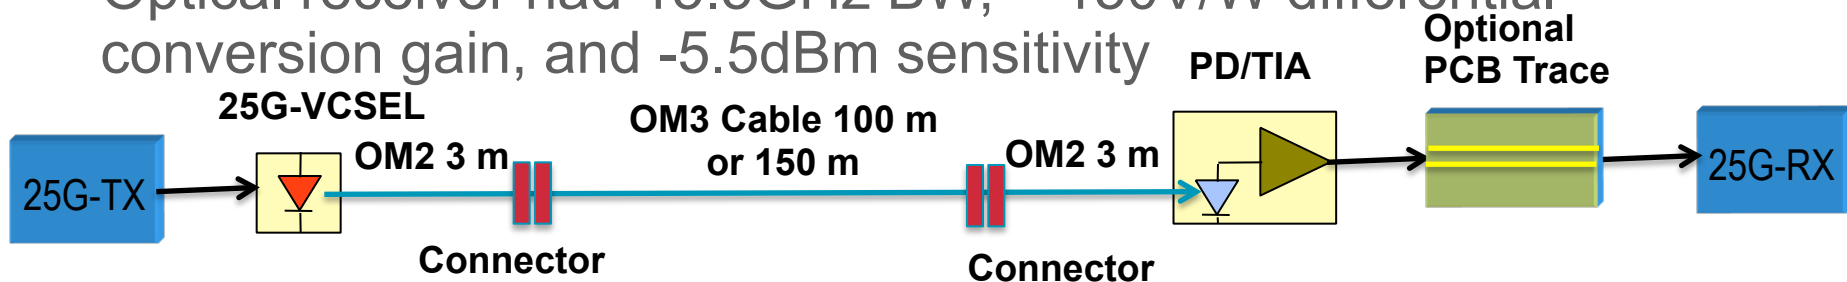 conversion gain, and -5.5dBm sensitivity
Optional
PCB Trace
PD/TIA
25G-VCSEL
OM3 Cable 100 m
or 150 m
OM2 3 m
OM2 3 m
25G-TX
25G-RX
Connector
Connector